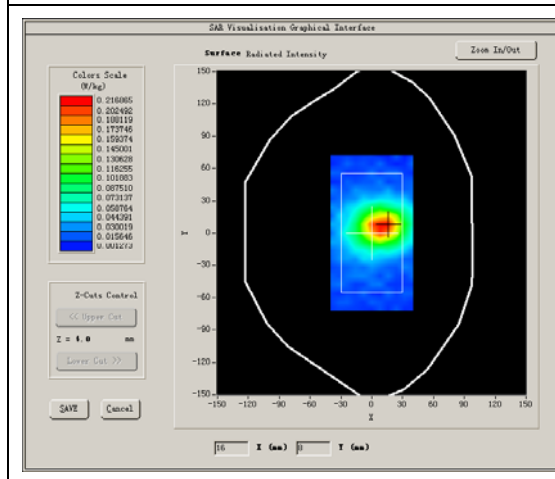 SAR Visualisation Graphical Interface
Surface Radiated Intensity
Zoom In/Out
Colors Scale
(W/kg)
0.216865
0.202492
0.188119
0.173746
0.159374
0.145001
0.130628
0.116255
0.101883
0.087510
0.073137
0.058764
0.044391
0.030019
0.015646
0.001273
Z-Cuts Control
<< Upper Cut
Z = 4.0 mm
Lower Cut >>
SAVE
Cancel
150
120
90
60
30
0
-30
-60
-90
-120
-150
Y
-150 -120 -90 -60 -30 0 30 60 90 120 150
X
16 X (mm) 8 Y (mm)